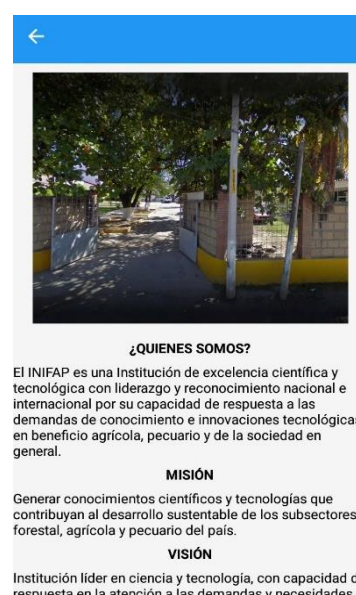 ¿QUIENES SOMOS?
El INIFAP es una Institución de excelencia científica y
tecnológica con liderazgo y reconocimiento nacional e
internacional por su capacidad de respuesta a las
demandas de conocimiento e innovaciones tecnológicas
en beneficio agrícola, pecuario y de la sociedad en
general.
MISIÓN
Generar conocimientos científicos y tecnologías que
contribuyan al desarrollo sustentable de los subsectores
forestal, agrícola y pecuario del país.
VISIÓN
Institución líder en ciencia y tecnología, con capacidad d
respuesta en la atención a las demandas y necesidades